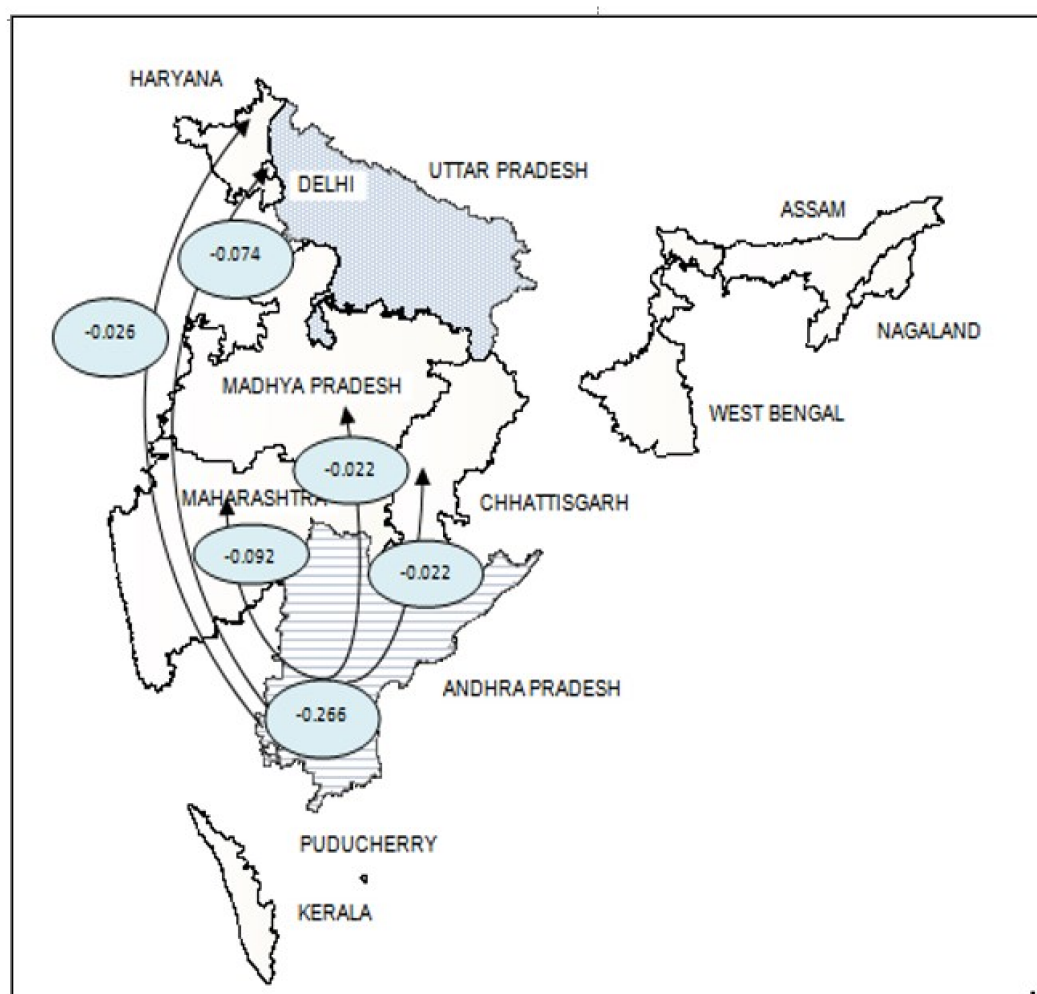 HARYANA
UTTAR PRADESH
DELHI
ASSAM
-0.074
NAGALAND
-0.026
MADHYA PRADESH
WEST BENGAL
-0.022
MAHARASHTRA
CHHATTISGARH
-0.092
-0.022
ANDHRA PRADESH
-0.266
PUDUCHERRY
KERALA